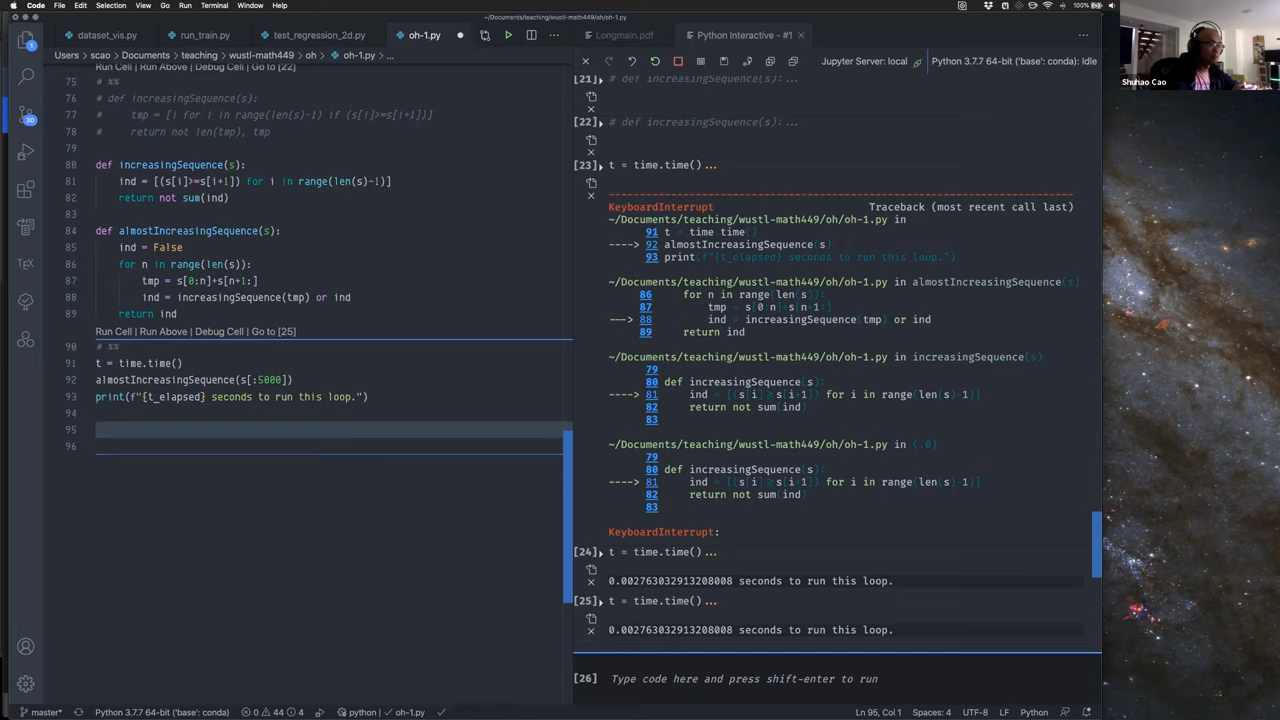 Code File Edit Selection View Go Run Terminal Window Help
100%
~/Documents/teaching/wustl-math449/oh/oh-1.py
dataset_vis.py run_train.py test_regression_2d.py oh-1.py
Users > scao > Documents > teaching > wustl-math449 > oh > oh-1.py > ...
Run Cell | Run Above | Debug Cell | Go to [22]
75 # %%
76 # def increasingSequence(s):
77 #     tmp = [i for i in range(len(s)-1) if (s[i]>=s[i+1])]
78 #     return not len(tmp), tmp
79
80 def increasingSequence(s):
81     ind = [(s[i]>=s[i+1]) for i in range(len(s)-1)]
82     return not sum(ind)
83
84 def almostIncreasingSequence(s):
85     ind = False
86     for n in range(len(s)):
87         tmp = s[0:n]+s[n+1:]
88         ind = increasingSequence(tmp) or ind
89     return ind
Run Cell | Run Above | Debug Cell | Go to [25]
90 # %%
91 t = time.time()
92 almostIncreasingSequence(s[:5000])
93 print(f"{t_elapsed} seconds to run this loop.")
94
95
96
Longmain.pdf Python Interactive - #1
Jupyter Server: local Python 3.7.7 64-bit ('base': conda): Idle
[21] # def increasingSequence(s):...
[22] # def increasingSequence(s):...
[23] t = time.time()...
---------------------------------------------------------------------------
KeyboardInterrupt Traceback (most recent call last)
~/Documents/teaching/wustl-math449/oh/oh-1.py in
91 t = time.time()
----> 92 almostIncreasingSequence(s)
93 print(f"{t_elapsed} seconds to run this loop.")
~/Documents/teaching/wustl-math449/oh/oh-1.py in almostIncreasingSequence(s)
86     for n in range(len(s)):
87         tmp = s[0:n]+s[n+1:]
---> 88         ind = increasingSequence(tmp) or ind
89     return ind
~/Documents/teaching/wustl-math449/oh/oh-1.py in increasingSequence(s)
79
80 def increasingSequence(s):
----> 81     ind = [(s[i]>=s[i+1]) for i in range(len(s)-1)]
82     return not sum(ind)
83
~/Documents/teaching/wustl-math449/oh/oh-1.py in (.0)
79
80 def increasingSequence(s):
----> 81     ind = [(s[i]>=s[i+1]) for i in range(len(s)-1)]
82     return not sum(ind)
83
KeyboardInterrupt:
[24] t = time.time()...
0.002763032913208008 seconds to run this loop.
[25] t = time.time()...
0.002763032913208008 seconds to run this loop.
[26] Type code here and press shift-enter to run
1
30
TEX
master* Python 3.7.7 64-bit ('base': conda) 0 44 4 python | oh-1.py
Ln 95, Col 1 Spaces: 4 UTF-8 LF Python
Shuhao Cao